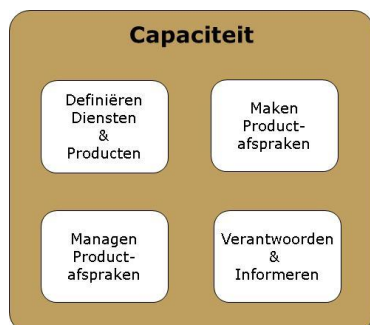 Capaciteit
Definiëren
Diensten
&
Producten
Maken
Product-
afspraken
Managen
Product-
afspraken
Verantwoorden
&
Informeren